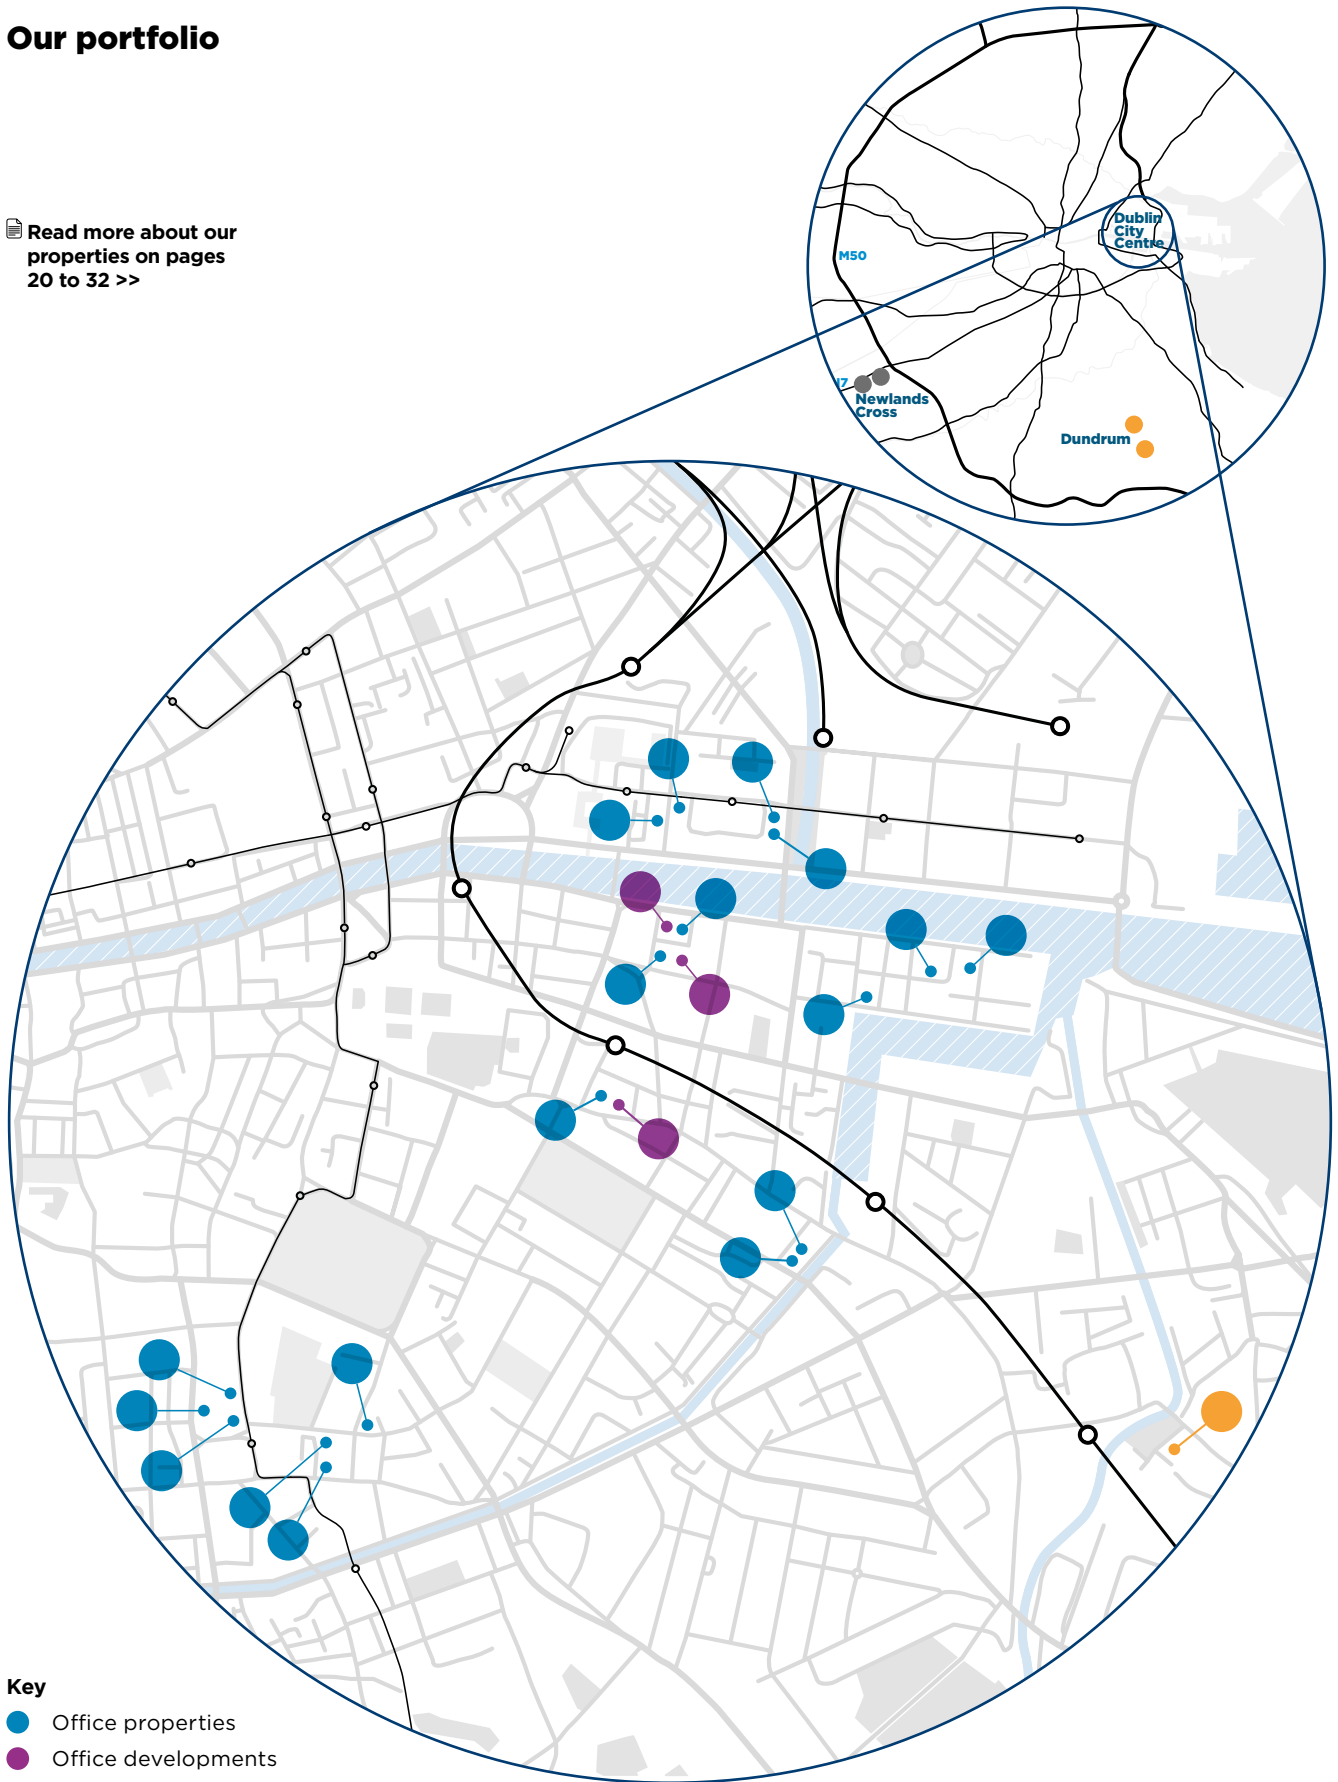 Our portfolio
Read more about our
properties on pages
20 to 32 >>
Dublin
City
Centre
M50
Newlands
Cross
Dundrum
Key
Office properties
Office developments